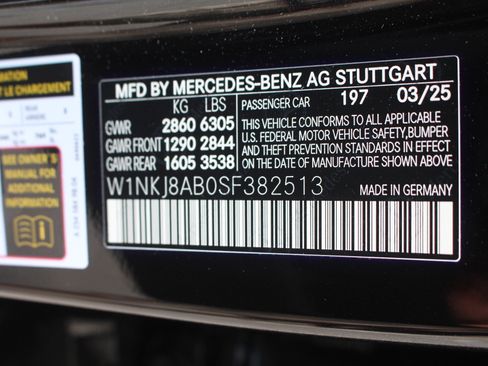 MFD BY MERCEDES-BENZ AG STUTTGART
KG LBS
PASSENGER CAR 197 03/25
GVWR 2860 6305
GAWR FRONT 1290 2844
GAWR REAR 1605 3538
THIS VEHICLE CONFORMS TO ALL APPLICABLE
U.S. FEDERAL MOTOR VEHICLE SAFETY,BUMPER
AND THEFT PREVENTION STANDARDS IN EFFECT
ON THE DATE OF MANUFACTURE SHOWN ABOVE.
W1NKJ8AB0SF382513
MADE IN GERMANY
LE CHARGEMENT
SEE OWNER'S
MANUAL FOR
ADDITIONAL
INFORMATION